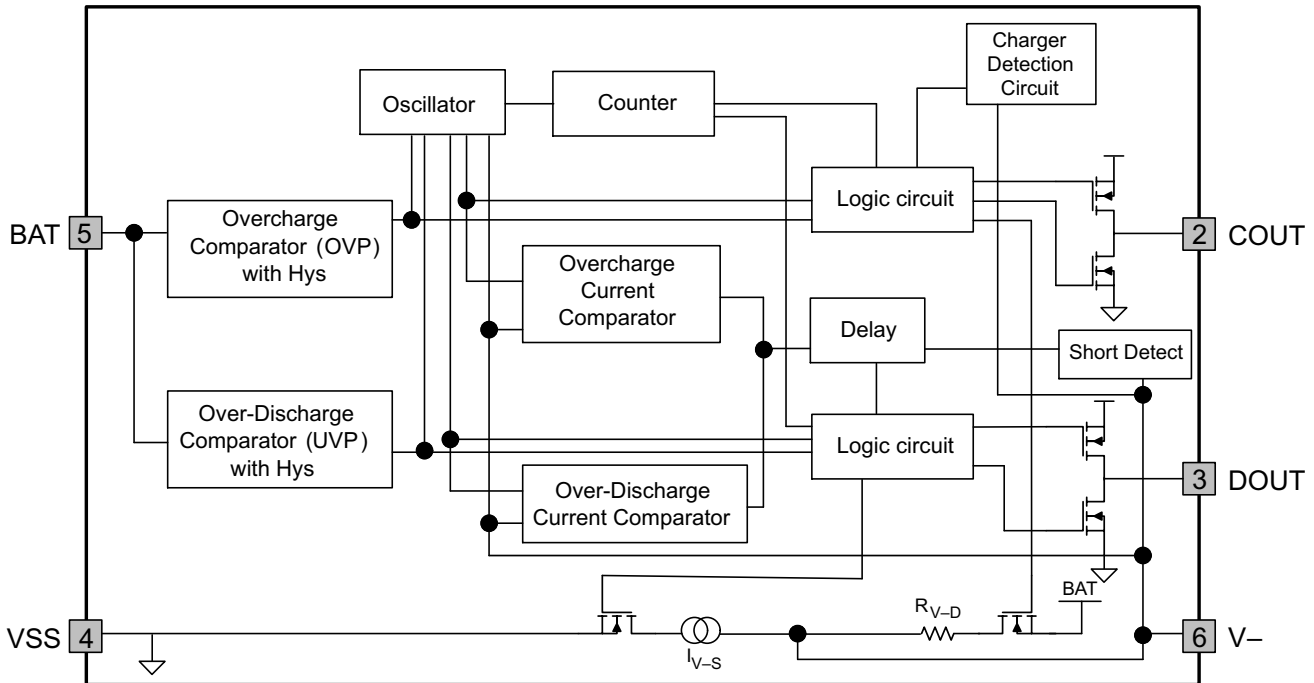 Charger
Detection
Circuit
Oscillator
Counter
Logic circuit
BAT
5
Overcharge
Comparator (OVP)
with Hys
2
COUT
Overcharge
Current
Comparator
Delay
Short Detect
Over-Discharge
Comparator (UVP)
with Hys
Logic circuit
3
DOUT
Over-Discharge
Current Comparator
BAT
RV–D
VSS
4
IV–S
6
V–